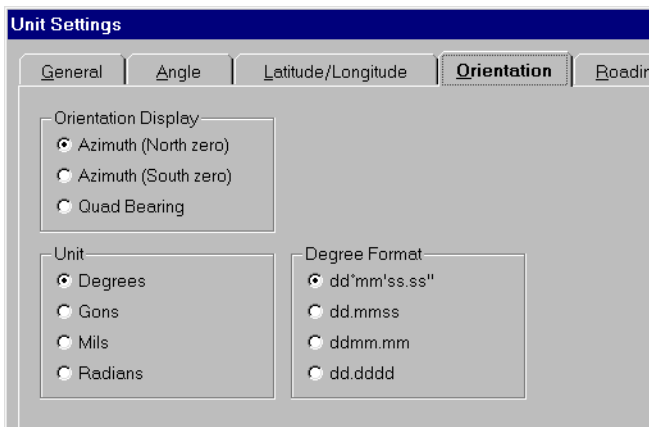 Unit Settings
General Angle Latitude/Longitude Orientation Roadin
Orientation Display
Azimuth (North zero)
Azimuth (South zero)
Quad Bearing
Unit
Degrees
Gons
Mils
Radians
Degree Format
dd°mm'ss.ss"
dd.mmss
ddmm.mm
dd.dddd